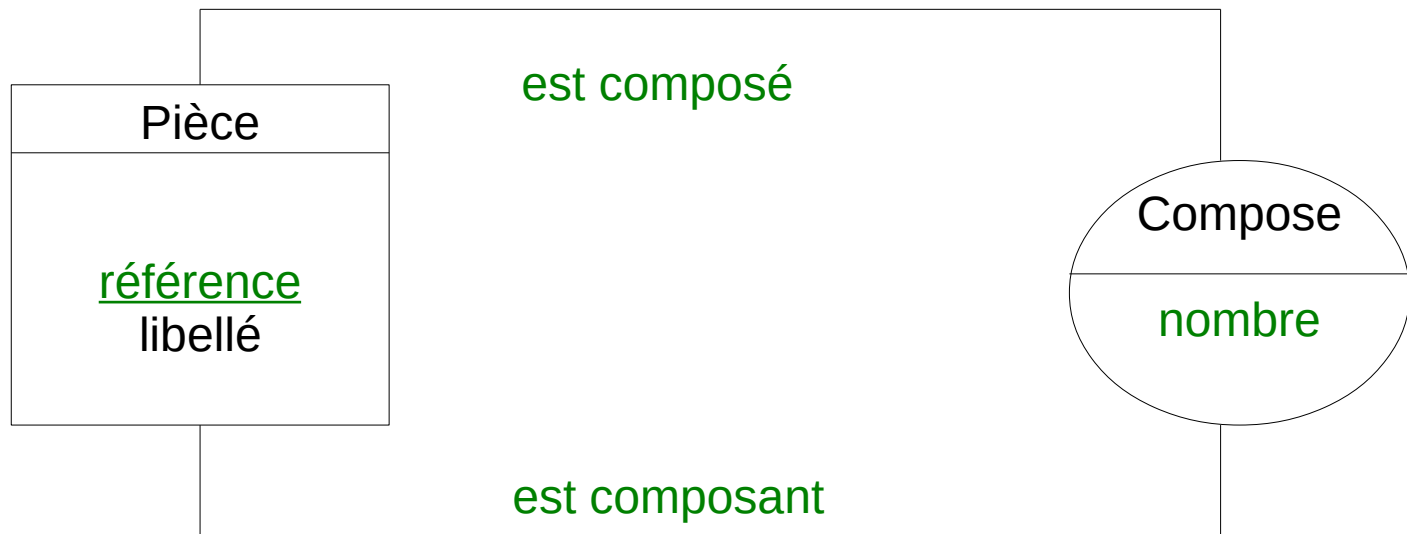 est composé
Pièce
Compose
référence
libellé
nombre
est composant